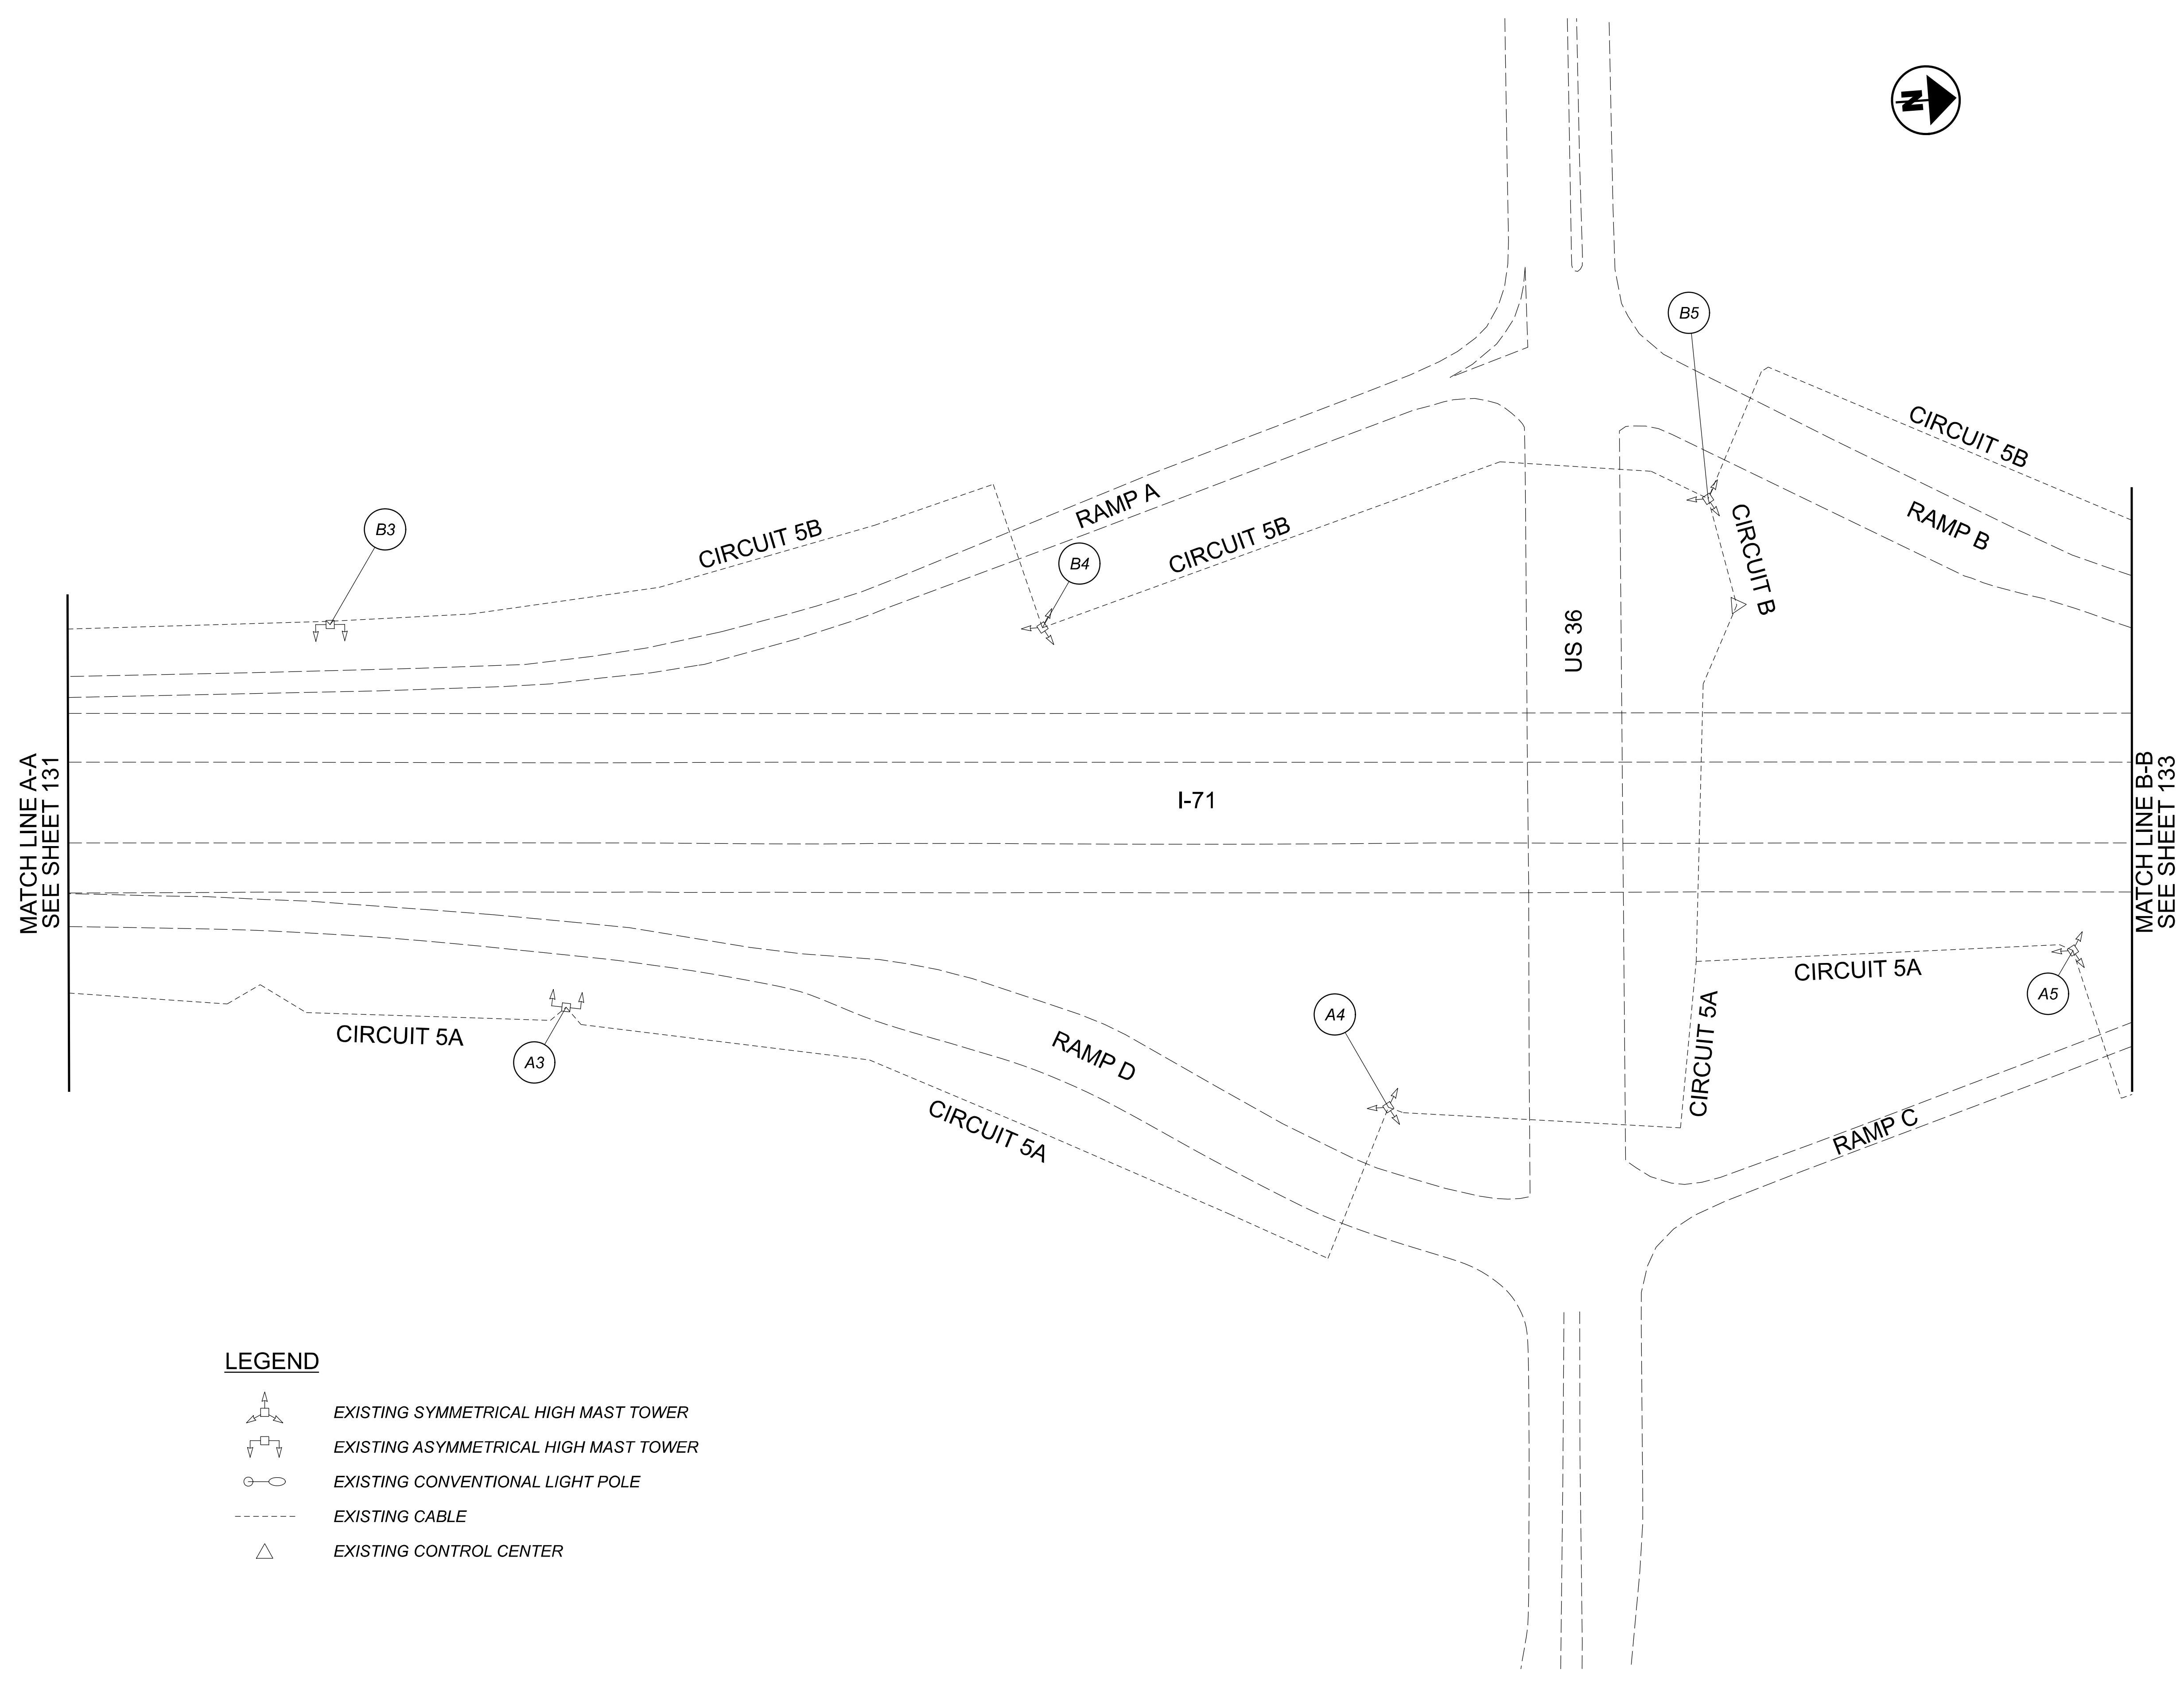 N
B5
CIRCUIT 5B
B3
RAMP A
CIRCUIT 5B
CIRCUIT 5B
B4
CIRCUIT B
RAMP B
US 36
MATCH LINE A-A
SEE SHEET 131
I-71
MATCH LINE B-B
SEE SHEET 133
CIRCUIT 5A
A5
A4
CIRCUIT 5A
CIRCUIT 5A
A3
RAMP D
CIRCUIT 5A
RAMP C
LEGEND
EXISTING SYMMETRICAL HIGH MAST TOWER
EXISTING ASYMMETRICAL HIGH MAST TOWER
EXISTING CONVENTIONAL LIGHT POLE
EXISTING CABLE
EXISTING CONTROL CENTER